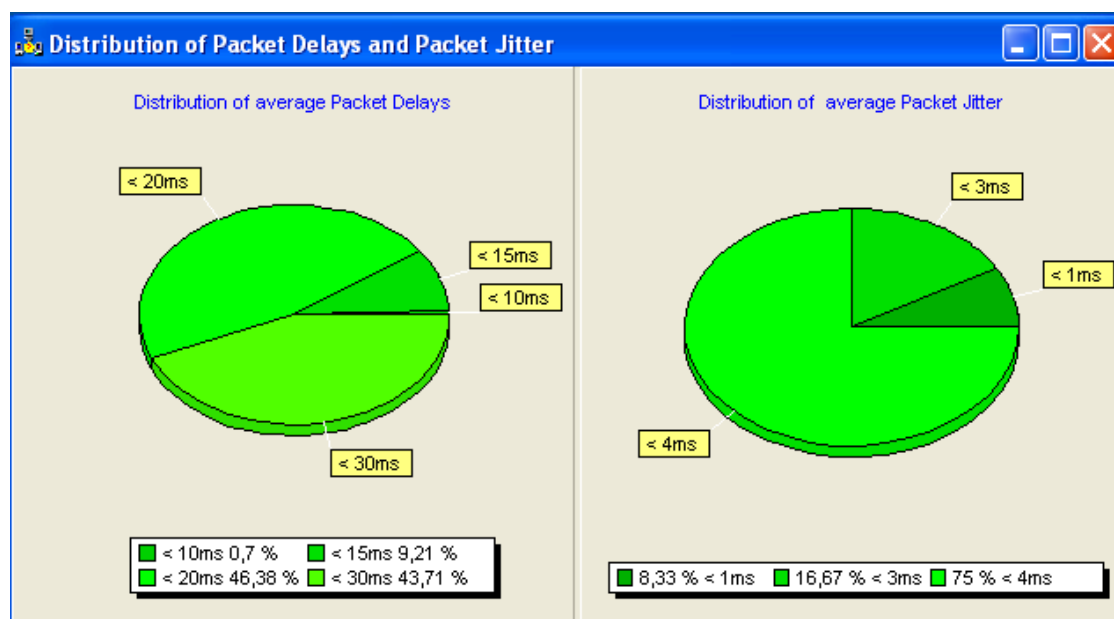 Distribution of Packet Delays and Packet Jitter
Distribution of average Packet Delays
< 20ms
< 15ms
< 10ms
< 30ms
< 10ms 0,7 % < 15ms 9,21 %
< 20ms 46,38 % < 30ms 43,71 %
Distribution of average Packet Jitter
< 3ms
< 1ms
< 4ms
8,33 % < 1ms 16,67 % < 3ms 75 % < 4ms